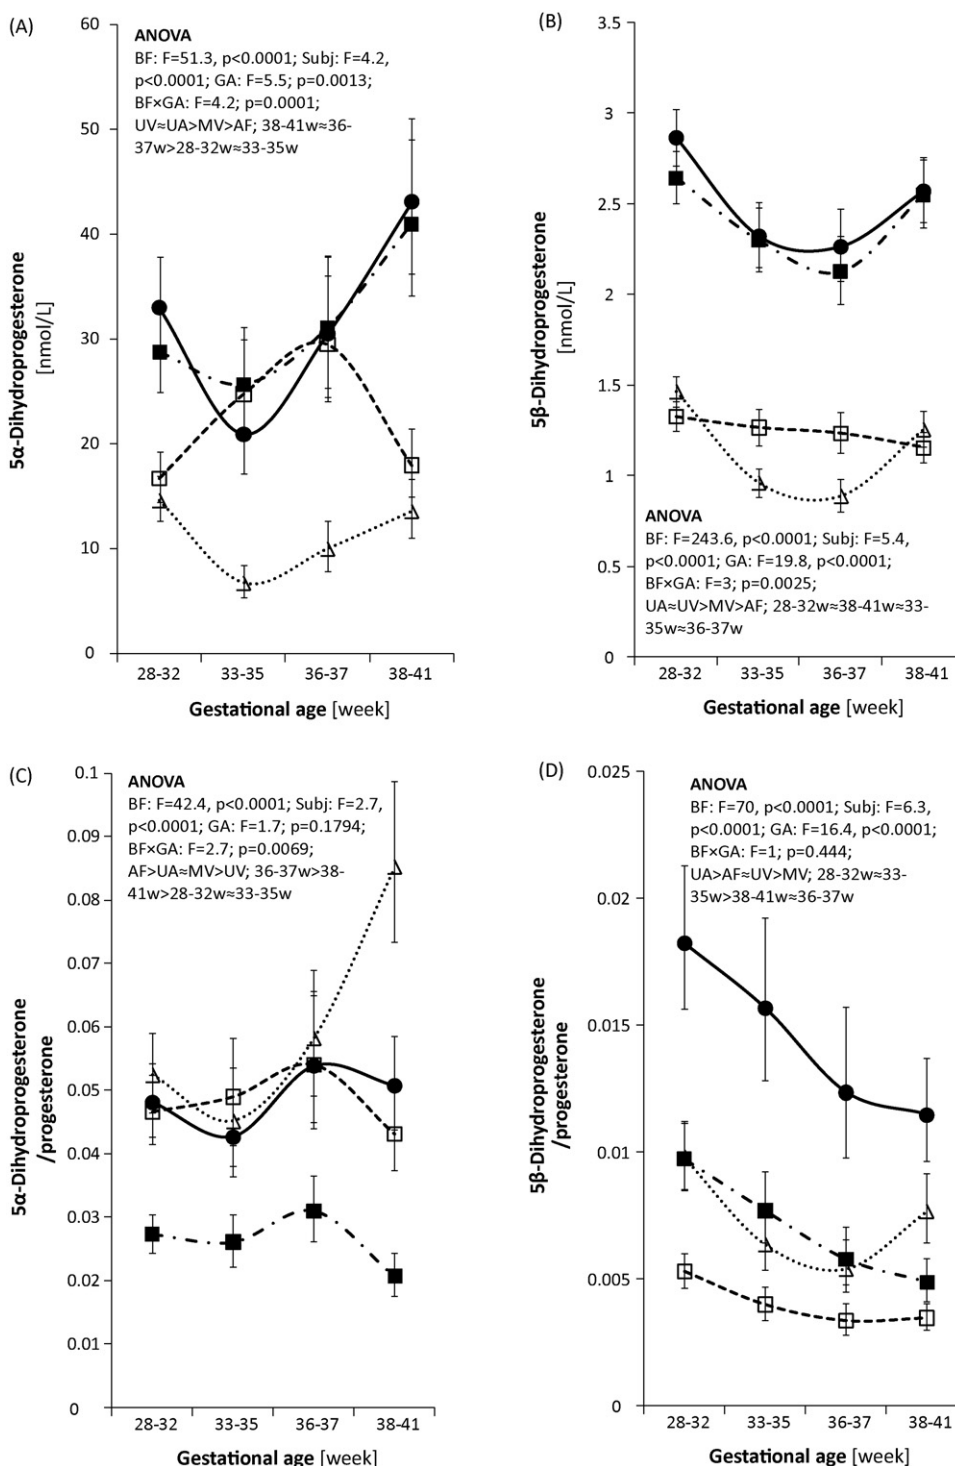 (A)
60
50
40
30
20
10
0
5α-Dihydroprogesterone
[nmol/L]
ANOVA
BF: F=51.3, p<0.0001; Subj: F=4.2,
p<0.0001; GA: F=5.5; p=0.0013;
BF×GA: F=4.2; p=0.0001;
UV≈UA>MV>AF; 38-41w≈36-
37w>28-32w≈33-35w
28-32 33-35 36-37 38-41
Gestational age [week]
(B)
3.5
3
2.5
2
1.5
1
0.5
0
5β-Dihydroprogesterone
[nmol/L]
ANOVA
BF: F=243.6, p<0.0001; Subj: F=5.4,
p<0.0001; GA: F=19.8, p<0.0001;
BF×GA: F=3; p=0.0025;
UA≈UV>MV>AF; 28-32w≈38-41w≈33-
35w≈36-37w
28-32 33-35 36-37 38-41
Gestational age [week]
(C)
0.1
0.09
0.08
0.07
0.06
0.05
0.04
0.03
0.02
0.01
0
5α-Dihydroprogesterone
/progesterone
ANOVA
BF: F=42.4, p<0.0001; Subj: F=2.7,
p<0.0001; GA: F=1.7; p=0.1794;
BF×GA: F=2.7; p=0.0069;
AF>UA≈MV>UV; 36-37w>38-
41w>28-32w≈33-35w
28-32 33-35 36-37 38-41
Gestational age [week]
(D)
0.025
0.02
0.015
0.01
0.005
0
5β-Dihydroprogesterone
/progesterone
ANOVA
BF: F=70, p<0.0001; Subj: F=6.3,
p<0.0001; GA: F=16.4, p<0.0001;
BF×GA: F=1; p=0.444;
UA>AF≈UV>MV; 28-32w≈33-
35w>38-41w≈36-37w
28-32 33-35 36-37 38-41
Gestational age [week]